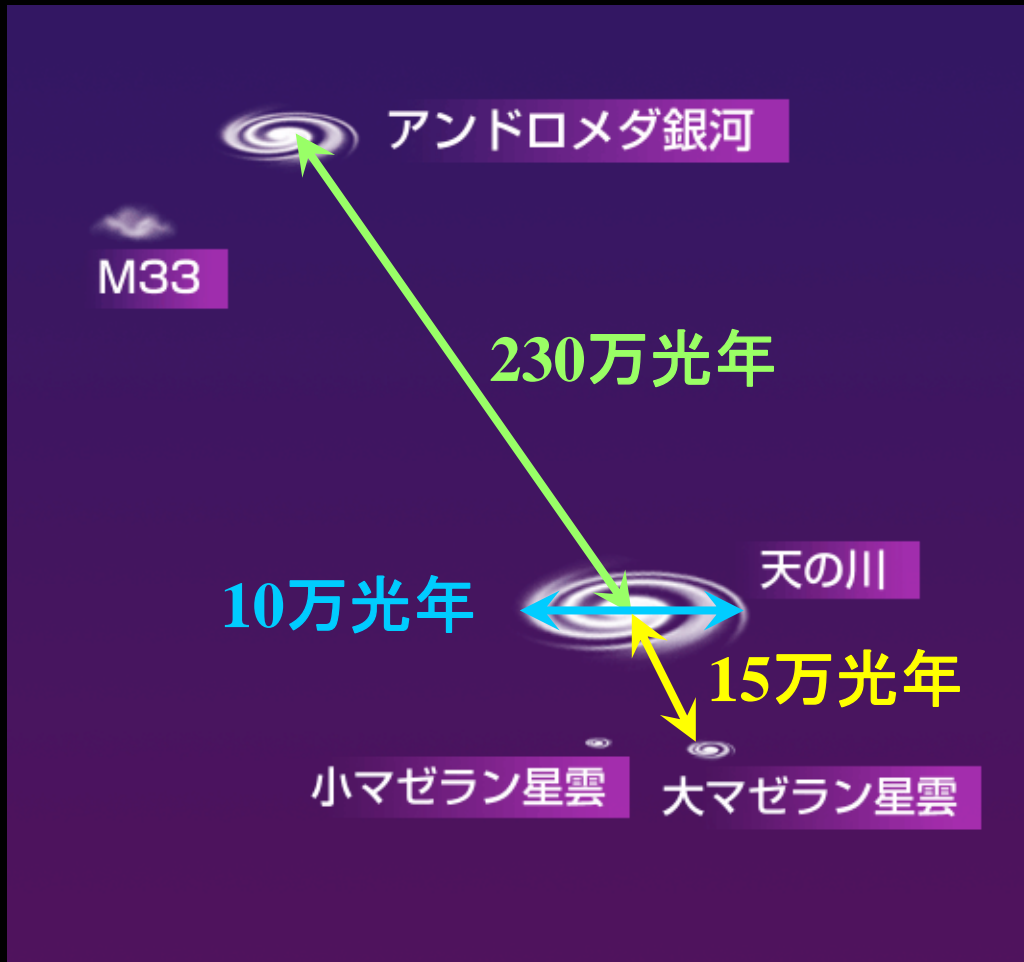 アンドロメダ銀河
M33
230万光年
天の川
10万光年
15万光年
小マゼラン星雲
大マゼラン星雲